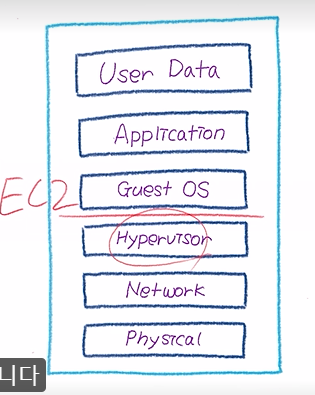 User Data
Application
EC2
Guest OS
Hypervisor
Network
Physical
니다